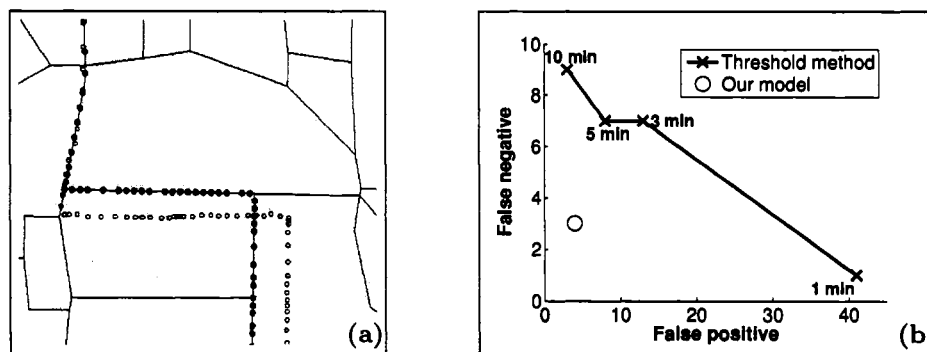 (a)
10
8
6
4
2
0
False negative
10 min
5 min
3 min
1 min
Threshold method
Our model
0
10
20
30
40
False positive
(b)